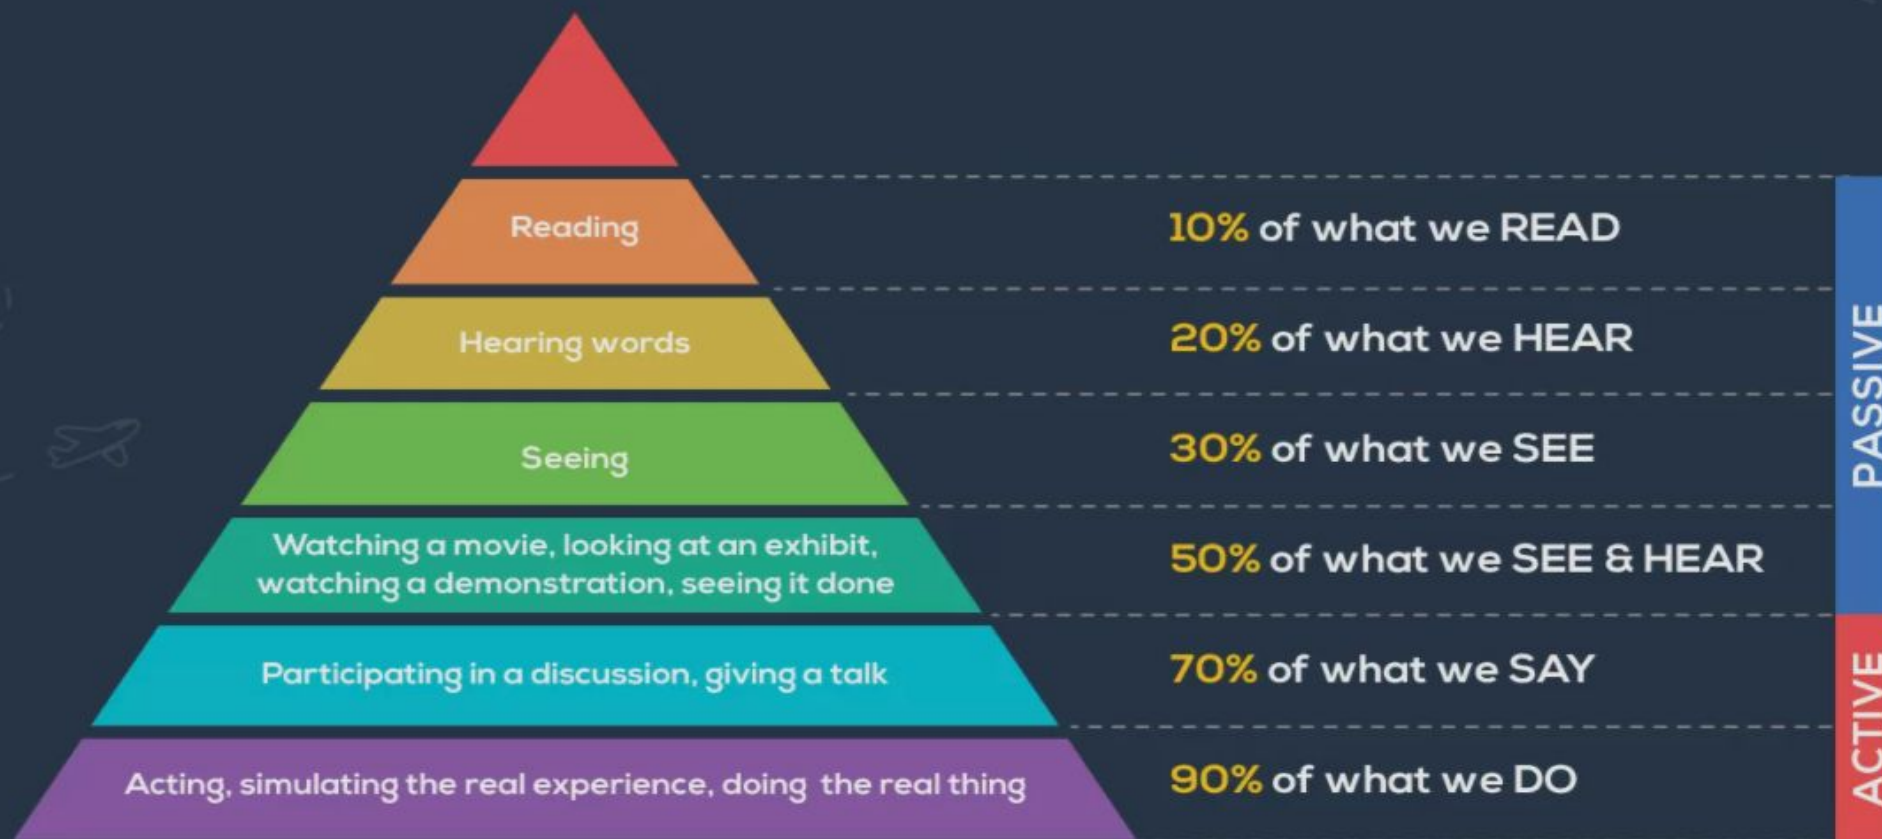 Reading
10% of what we READ
Hearing words
20% of what we HEAR
Seeing
30% of what we SEE
Watching a movie, looking at an exhibit,
watching a demonstration, seeing it done
50% of what we SEE & HEAR
Participating in a discussion, giving a talk
70% of what we SAY
Acting, simulating the real experience, doing the real thing
90% of what we DO
PASSIVE
ACTIVE